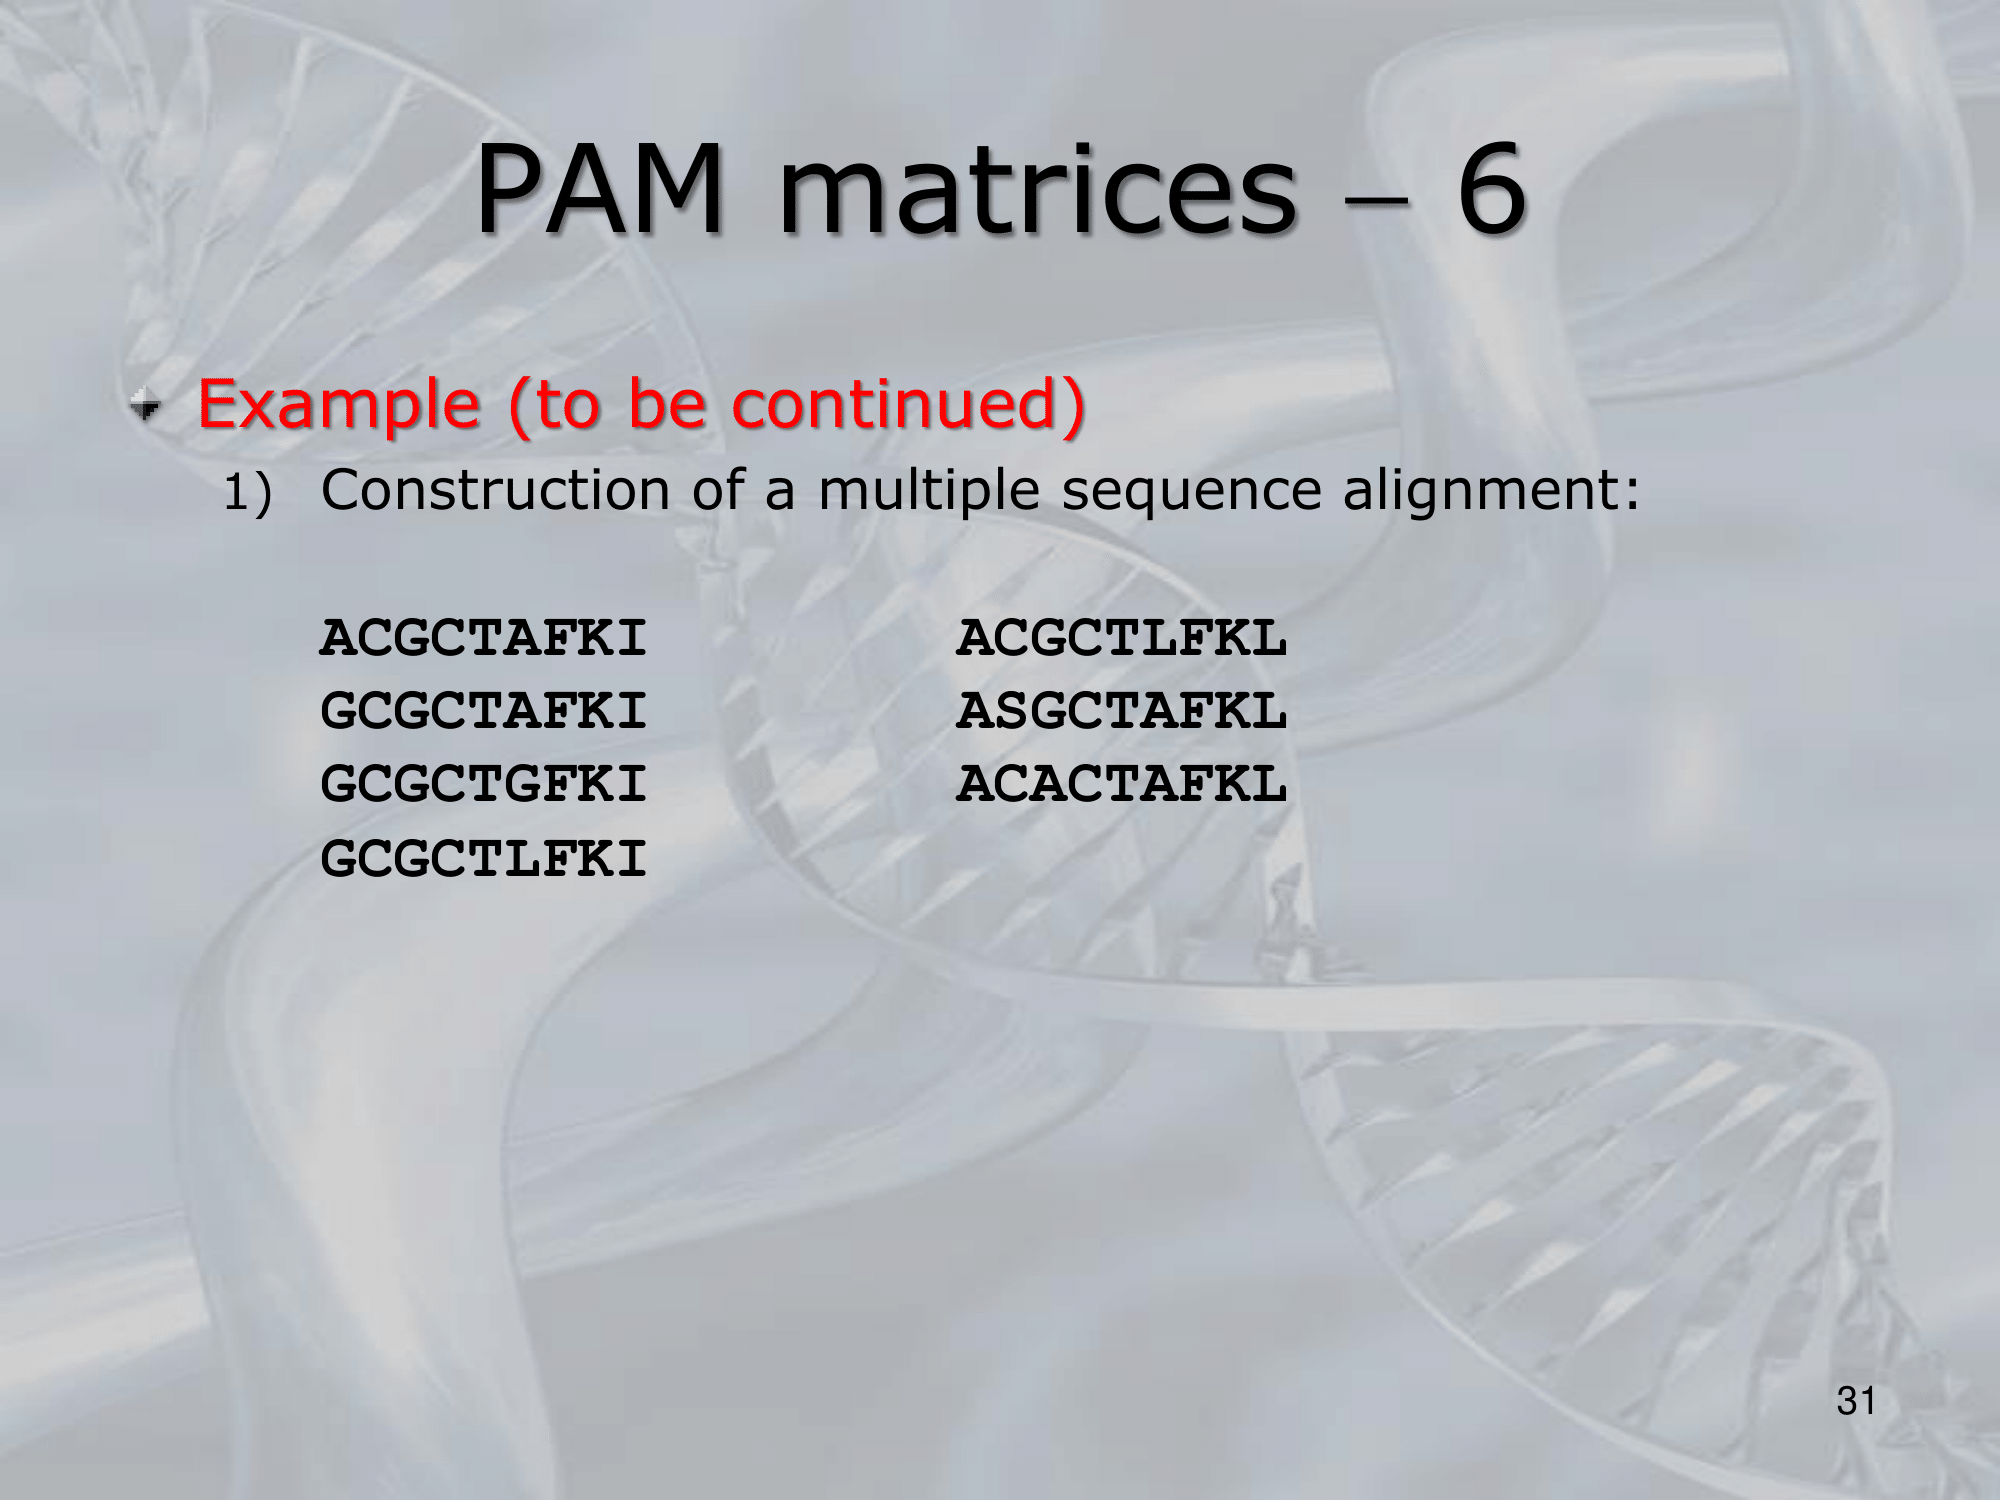 PAM matrices – 6
Example (to be continued)
1) Construction of a multiple sequence alignment:
ACGCTAFKI
GCGCTAFKI
GCGCTGFKI
GCGCTLFKI
ACGCTLFKL
ASGCTAFKL
ACACTAFKL
31